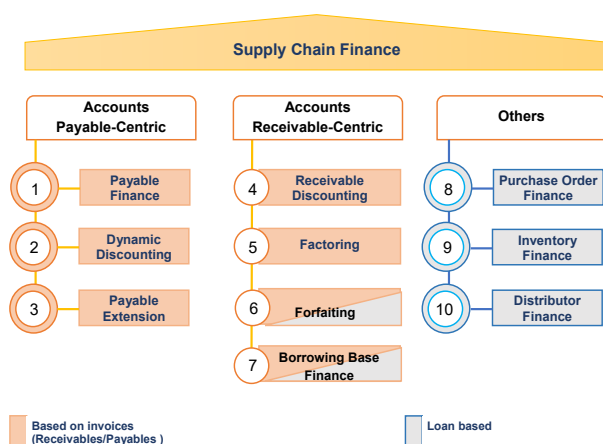 Supply Chain Finance
Accounts
Payable-Centric
1
Payable
Finance
2
Dynamic
Discounting
3
Payable
Extension
Accounts
Receivable-Centric
4
Receivable
Discounting
5
Factoring
6
Forfaiting
7
Borrowing Base
Finance
Others
8
Purchase Order
Finance
9
Inventory
Finance
10
Distributor
Finance
Based on invoices
(Receivables/Payables )
Loan based